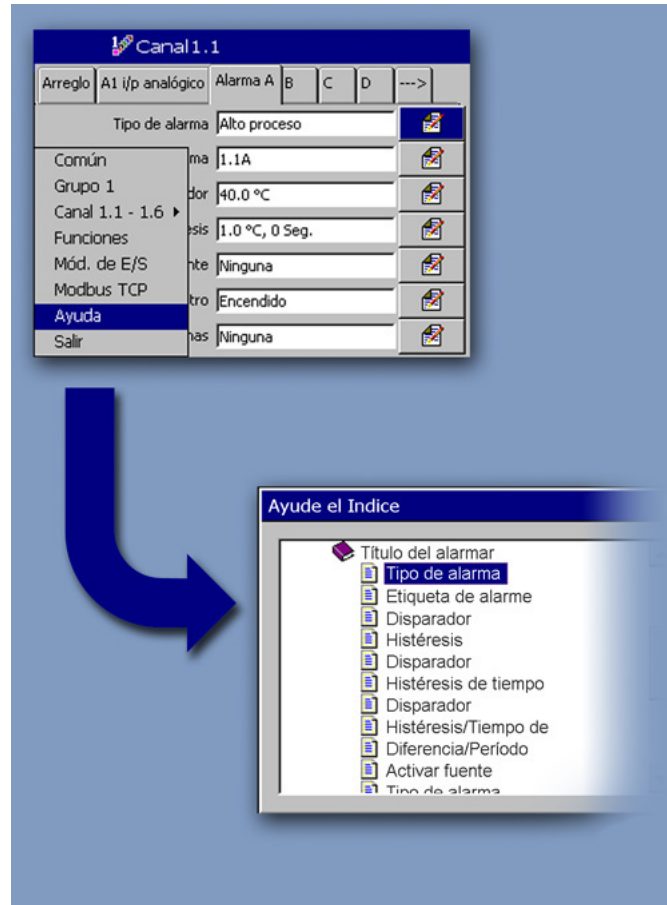 Canal 1.1
Arreglo A1 i/p analógico Alarma A B C D --->
Tipo de alarma Alto proceso
ma 1.1A
dor 40.0 °C
esis 1.0 °C, 0 Seg.
nte Ninguna
tro Encendido
nas Ninguna
Común
Grupo 1
Canal 1.1 - 1.6
Funciones
Mód. de E/S
Modbus TCP
Ayuda
Salir
Ayude el Indice
Título del alarmar
Tipo de alarma
Etiqueta de alarme
Disparador
Histéresis
Disparador
Histéresis de tiempo
Disparador
Histéresis/Tiempo de
Diferencia/Período
Activar fuente
Tipo de alarma